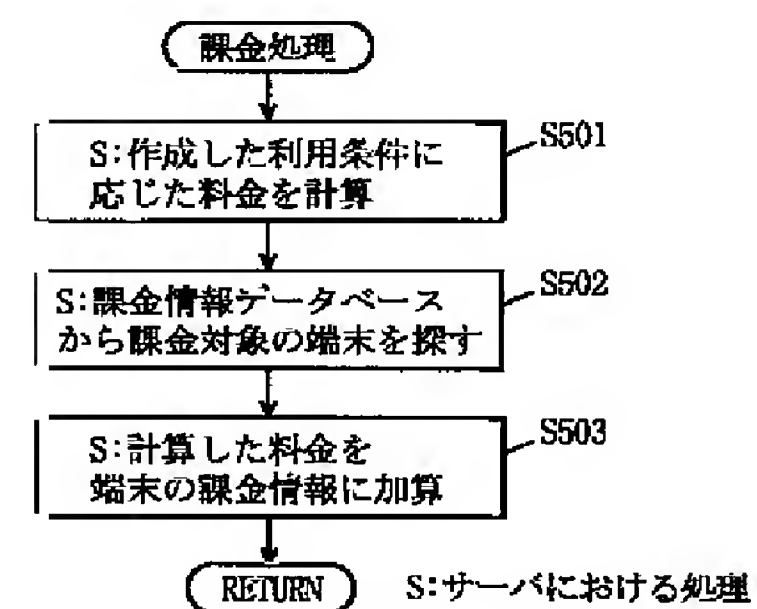 課金処理
S:作成した利用条件に
応じた料金を計算
S501
S:課金情報データベース
から課金対象の端末を探す
S502
S:計算した料金を
端末の課金情報に加算
S503
RETURN
S:サーバにおける処理